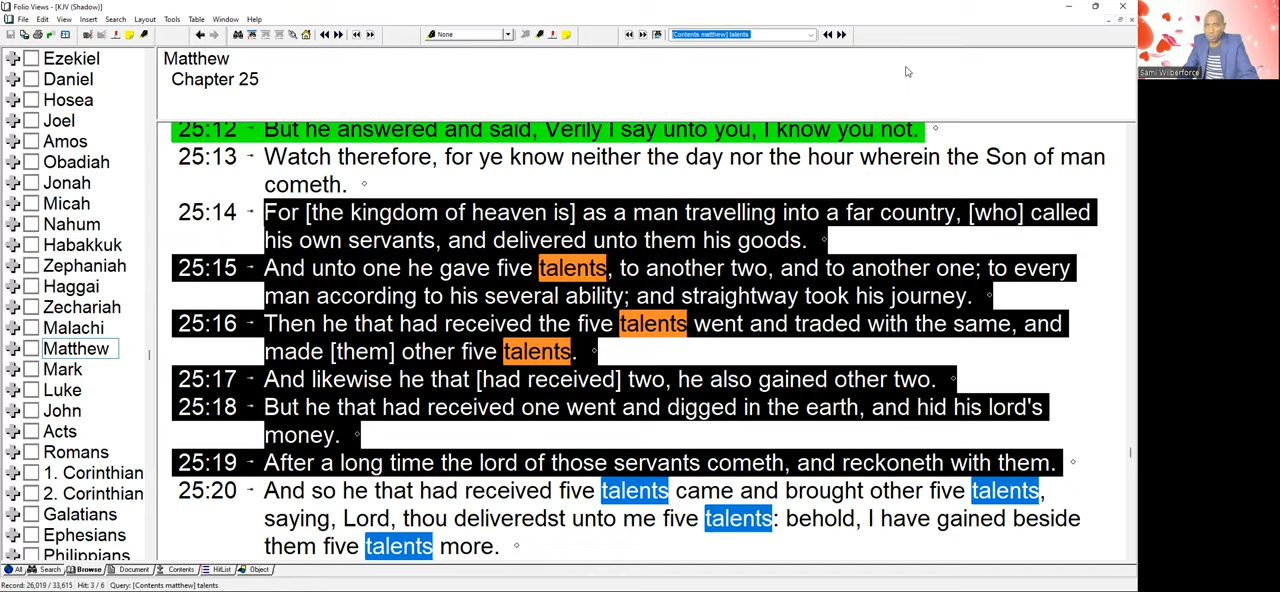 Folio Views - [KJV (Shadow)]
File Edit View Insert Search Layout Tools Table Window Help
None
[Contents matthew] talents
Ezekiel
Daniel
Hosea
Joel
Amos
Obadiah
Jonah
Micah
Nahum
Habakkuk
Zephaniah
Haggai
Zechariah
Malachi
Matthew
Mark
Luke
John
Acts
Romans
1. Corinthian
2. Corinthian
Galatians
Ephesians
Philippians
Matthew
Chapter 25
25:12 - But he answered and said, Verily I say unto you, I know you not.
25:13 - Watch therefore, for ye know neither the day nor the hour wherein the Son of man
cometh.
25:14 - For [the kingdom of heaven is] as a man travelling into a far country, [who] called
his own servants, and delivered unto them his goods.
25:15 - And unto one he gave five talents, to another two, and to another one; to every
man according to his several ability; and straightway took his journey.
25:16 - Then he that had received the five talents went and traded with the same, and
made [them] other five talents.
25:17 - And likewise he that [had received] two, he also gained other two.
25:18 - But he that had received one went and digged in the earth, and hid his lord's
money.
25:19 - After a long time the lord of those servants cometh, and reckoneth with them.
25:20 - And so he that had received five talents came and brought other five talents,
saying, Lord, thou deliveredst unto me five talents: behold, I have gained beside
them five talents more.
Sami Wilberforce
All Search Browse Document Contents HitList Object
Record: 26,019 / 33,615 Hit: 3 / 6 Query: [Contents matthew] talents